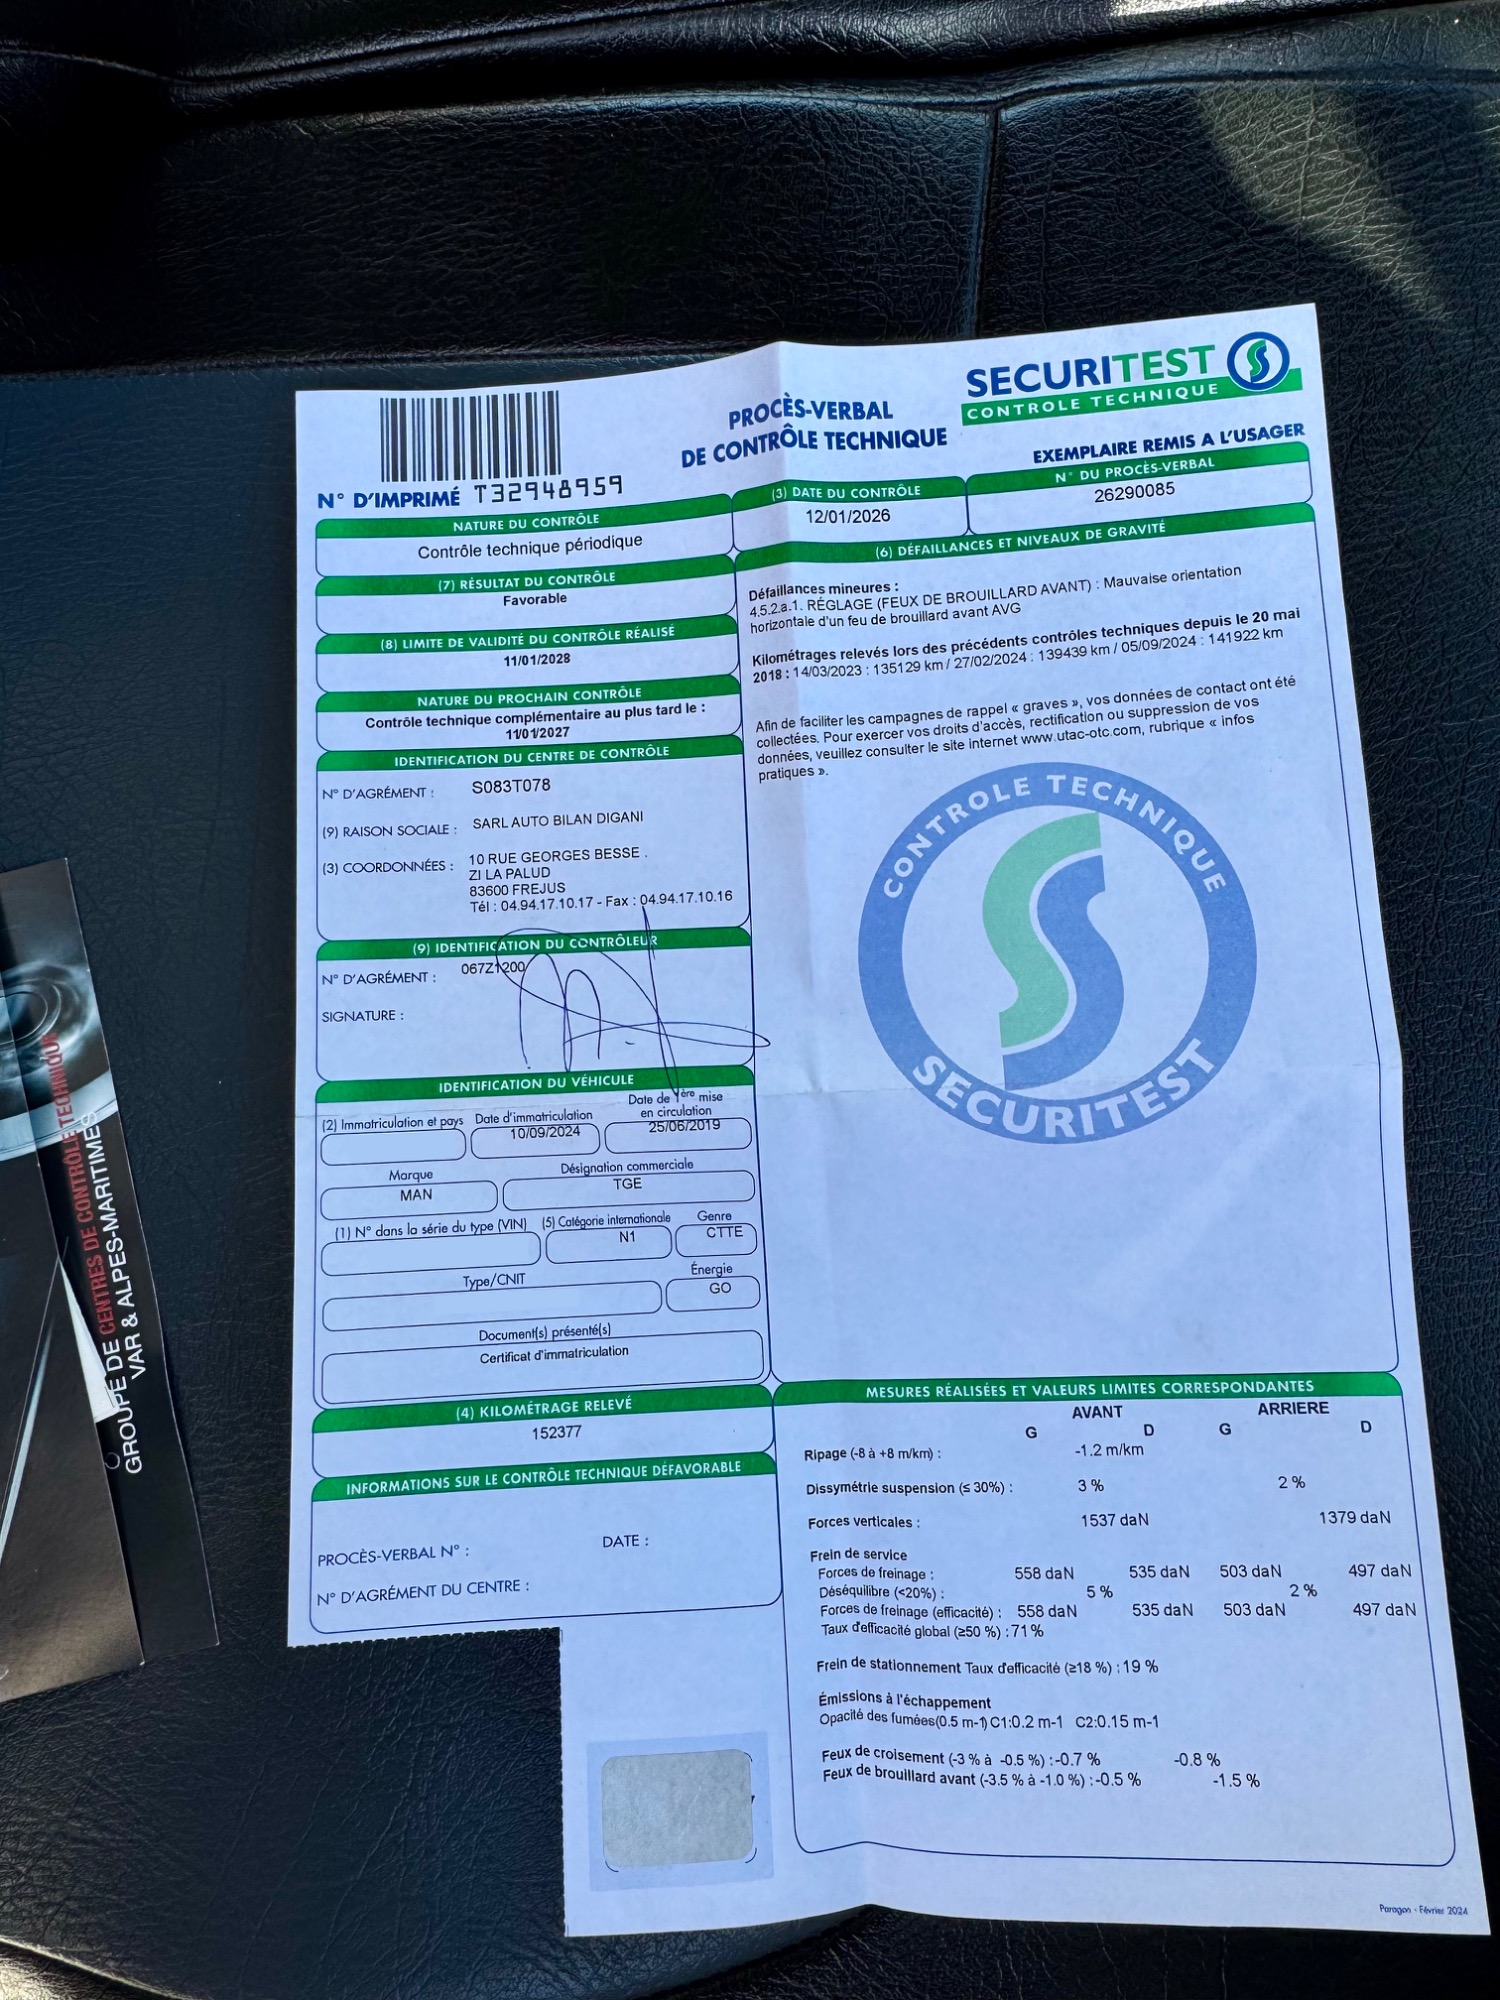 SECURITEST
CONTROLE TECHNIQUE
PROCÈS-VERBAL
DE CONTRÔLE TECHNIQUE
EXEMPLAIRE REMIS A L'USAGER
N° D'IMPRIMÉ T32948959
(3) DATE DU CONTRÔLE
12/01/2026
N° DU PROCÈS-VERBAL
26290085
NATURE DU CONTRÔLE
Contrôle technique périodique
(7) RÉSULTAT DU CONTRÔLE
Favorable
(8) LIMITE DE VALIDITÉ DU CONTRÔLE RÉALISÉ
11/01/2028
NATURE DU PROCHAIN CONTRÔLE
Contrôle technique complémentaire au plus tard le :
11/01/2027
IDENTIFICATION DU CENTRE DE CONTRÔLE
N° D'AGRÉMENT : S083T078
(9) RAISON SOCIALE : SARL AUTO BILAN DIGANI
(3) COORDONNÉES : 10 RUE GEORGES BESSE .
ZI LA PALUD
83600 FREJUS
Tél : 04.94.17.10.17 - Fax : 04.94.17.10.16
(9) IDENTIFICATION DU CONTRÔLEUR
N° D'AGRÉMENT : 067Z1200
SIGNATURE :
IDENTIFICATION DU VÉHICULE
(2) Immatriculation et pays
Date d'immatriculation
10/09/2024
Date de 1ère mise
en circulation
25/06/2019
Marque
MAN
Désignation commerciale
TGE
(1) N° dans la série du type (VIN)
(5) Catégorie internationale
N1
Genre
CTTE
Type/CNIT
Énergie
GO
Document(s) présenté(s)
Certificat d'immatriculation
(4) KILOMÉTRAGE RELEVÉ
152377
INFORMATIONS SUR LE CONTRÔLE TECHNIQUE DÉFAVORABLE
PROCÈS-VERBAL N° : DATE :
N° D'AGRÉMENT DU CENTRE :
(6) DÉFAILLANCES ET NIVEAUX DE GRAVITÉ
Défaillances mineures :
4.5.2.a.1. RÉGLAGE (FEUX DE BROUILLARD AVANT) : Mauvaise orientation
horizontale d'un feu de brouillard avant AVG
Kilométrages relevés lors des précédents contrôles techniques depuis le 20 mai
2018 : 14/03/2023 : 135129 km / 27/02/2024 : 139439 km / 05/09/2024 : 141922 km
Afin de faciliter les campagnes de rappel « graves », vos données de contact ont été
collectées. Pour exercer vos droits d'accès, rectification ou suppression de vos
données, veuillez consulter le site internet www.utac-otc.com, rubrique « infos
pratiques ».
CONTROLE TECHNIQUE
SECURITEST
MESURES RÉALISÉES ET VALEURS LIMITES CORRESPONDANTES
AVANT ARRIERE
G D G D
Ripage (-8 à +8 m/km) : -1.2 m/km
Dissymétrie suspension (≤ 30%) : 3 % 2 %
Forces verticales : 1537 daN 1379 daN
Frein de service
Forces de freinage : 558 daN 535 daN 503 daN 497 daN
Déséquilibre (<20%) : 5 % 2 %
Forces de freinage (efficacité) : 558 daN 535 daN 503 daN 497 daN
Taux d'efficacité global (≥50 %) : 71 %
Frein de stationnement Taux d'efficacité (≥18 %) : 19 %
Émissions à l'échappement
Opacité des fumées(0.5 m-1) C1:0.2 m-1 C2:0.15 m-1
Feux de croisement (-3 % à -0.5 %) : -0.7 % -0.8 %
Feux de brouillard avant (-3.5 % à -1.0 %) : -0.5 % -1.5 %
Paragon - Février 2024
GROUPE DE CENTRES DE CONTRÔLE TECHNIQUE
VAR & ALPES-MARITIMES